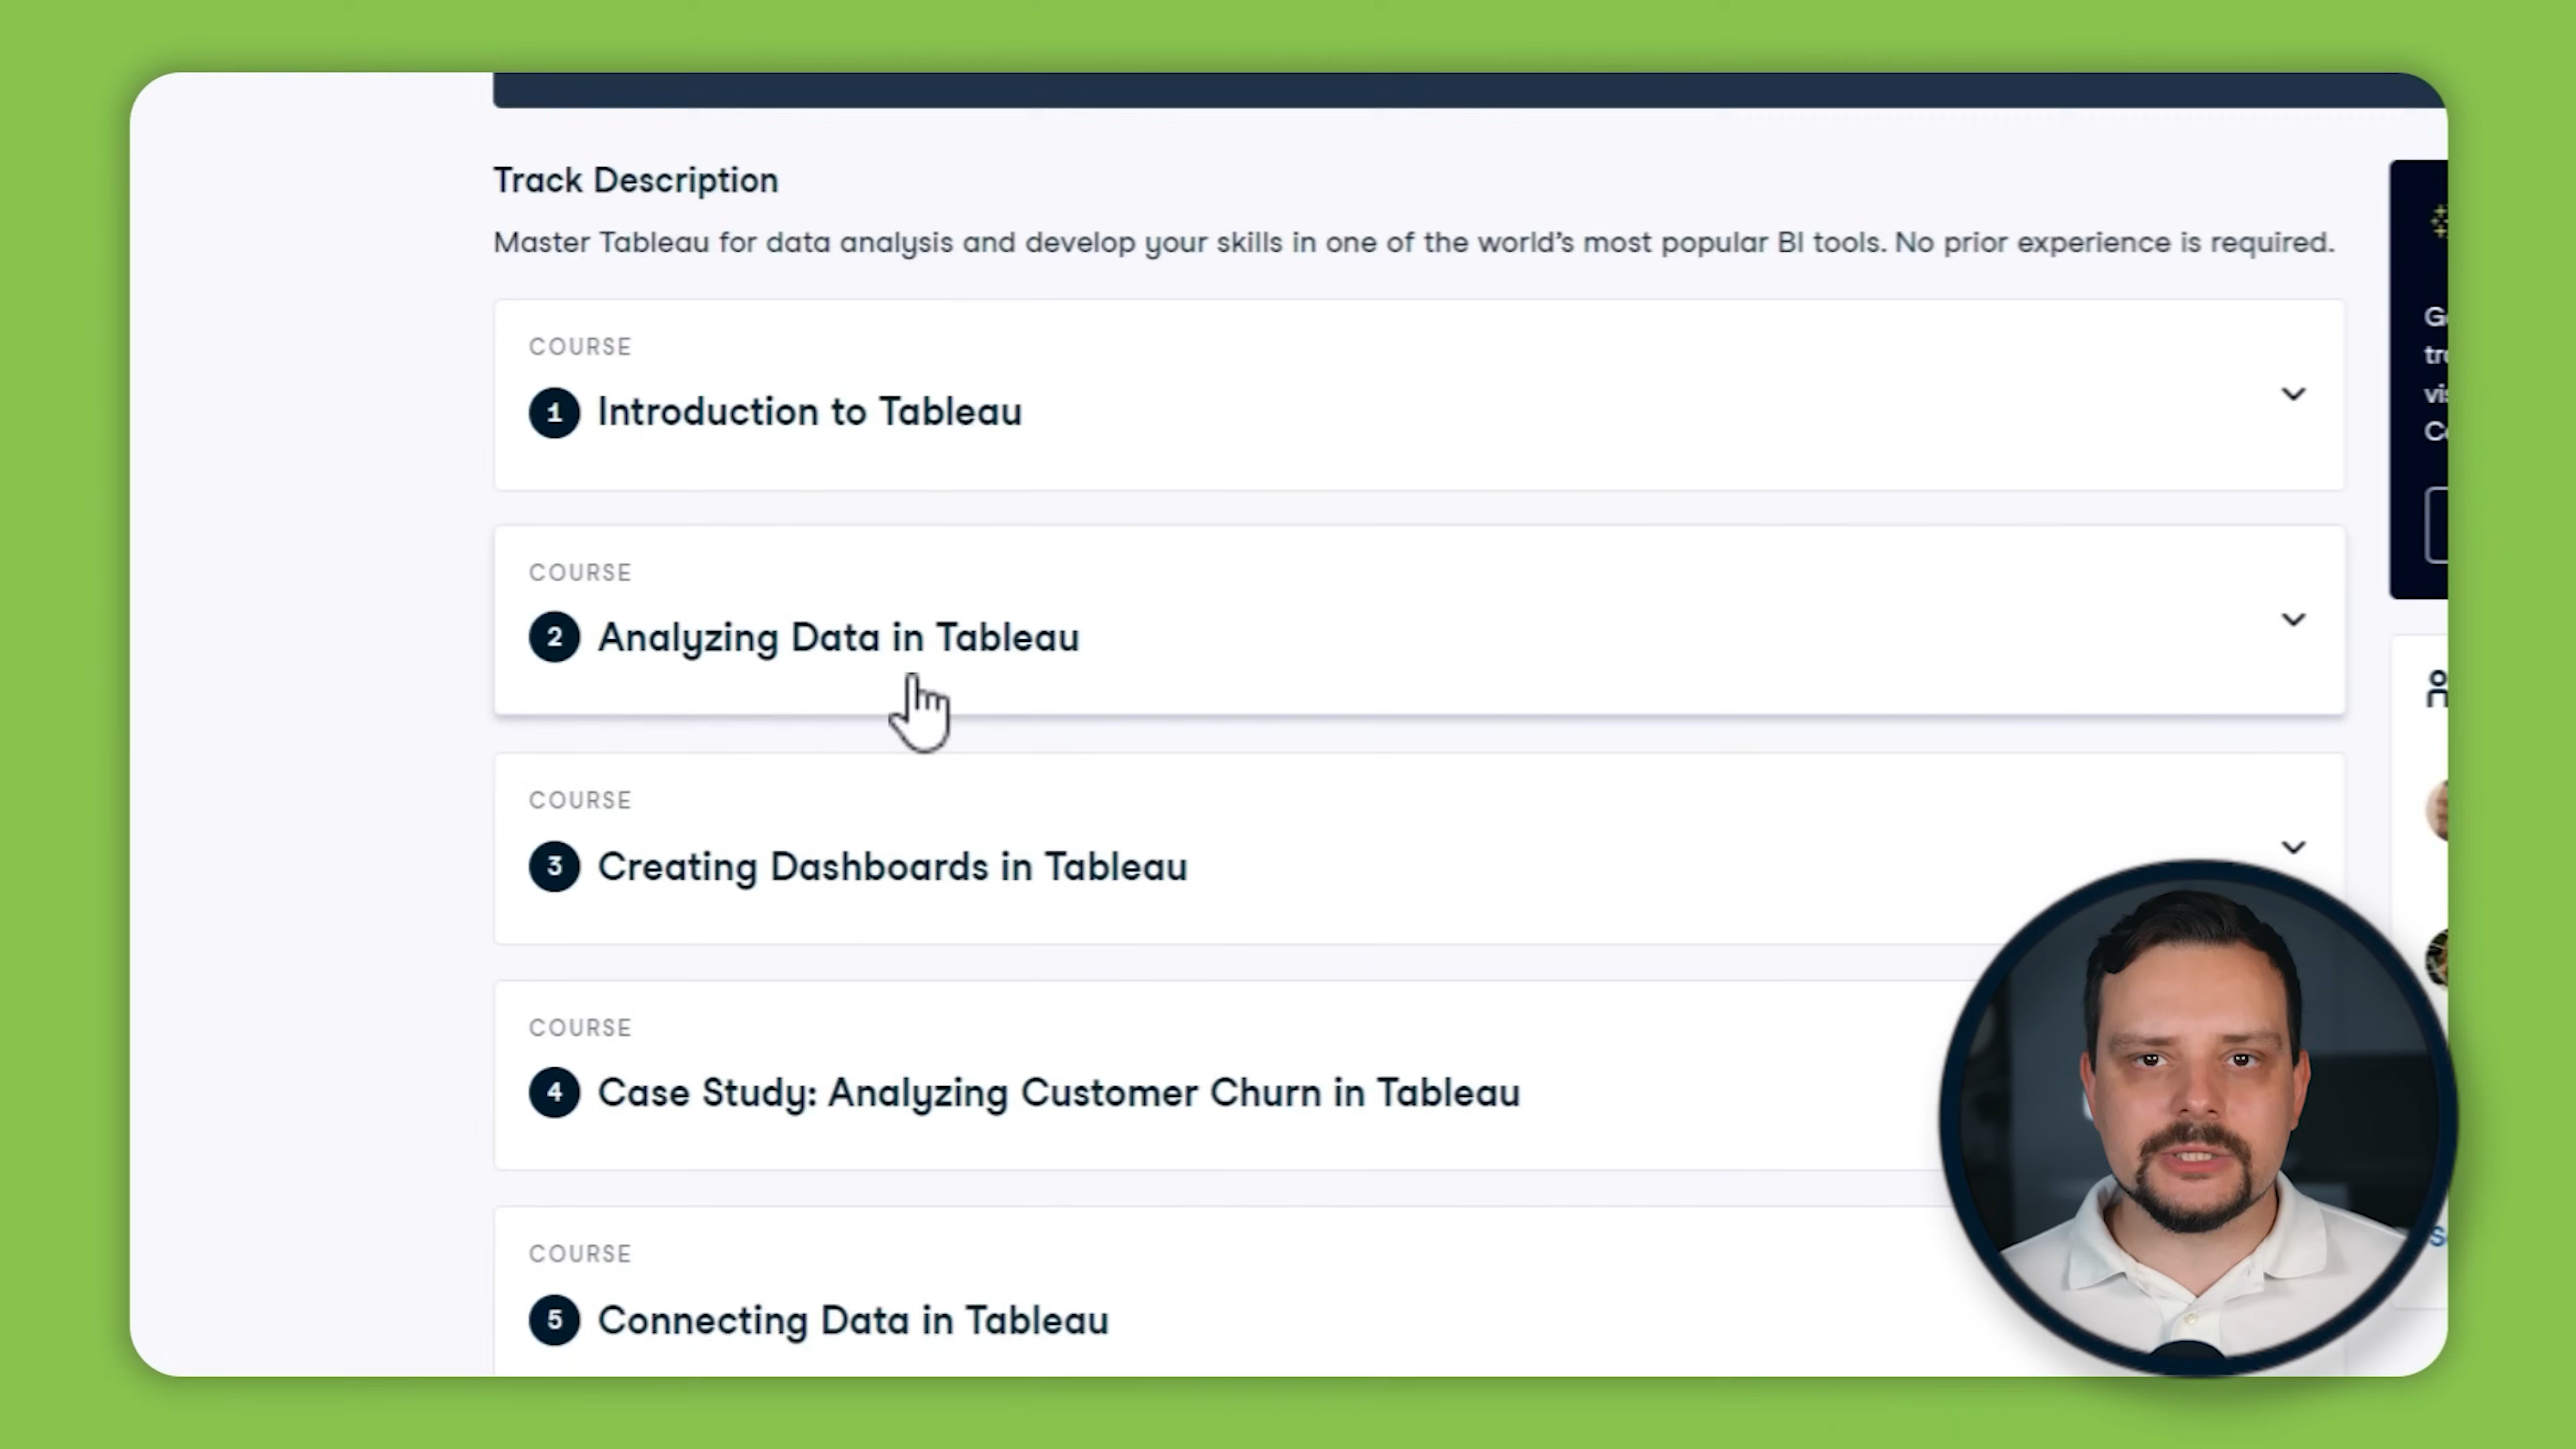 Track Description
Master Tableau for data analysis and develop your skills in one of the world's most popular BI tools. No prior experience is required.
COURSE
1 Introduction to Tableau
COURSE
2 Analyzing Data in Tableau
COURSE
3 Creating Dashboards in Tableau
COURSE
4 Case Study: Analyzing Customer Churn in Tableau
COURSE
5 Connecting Data in Tableau